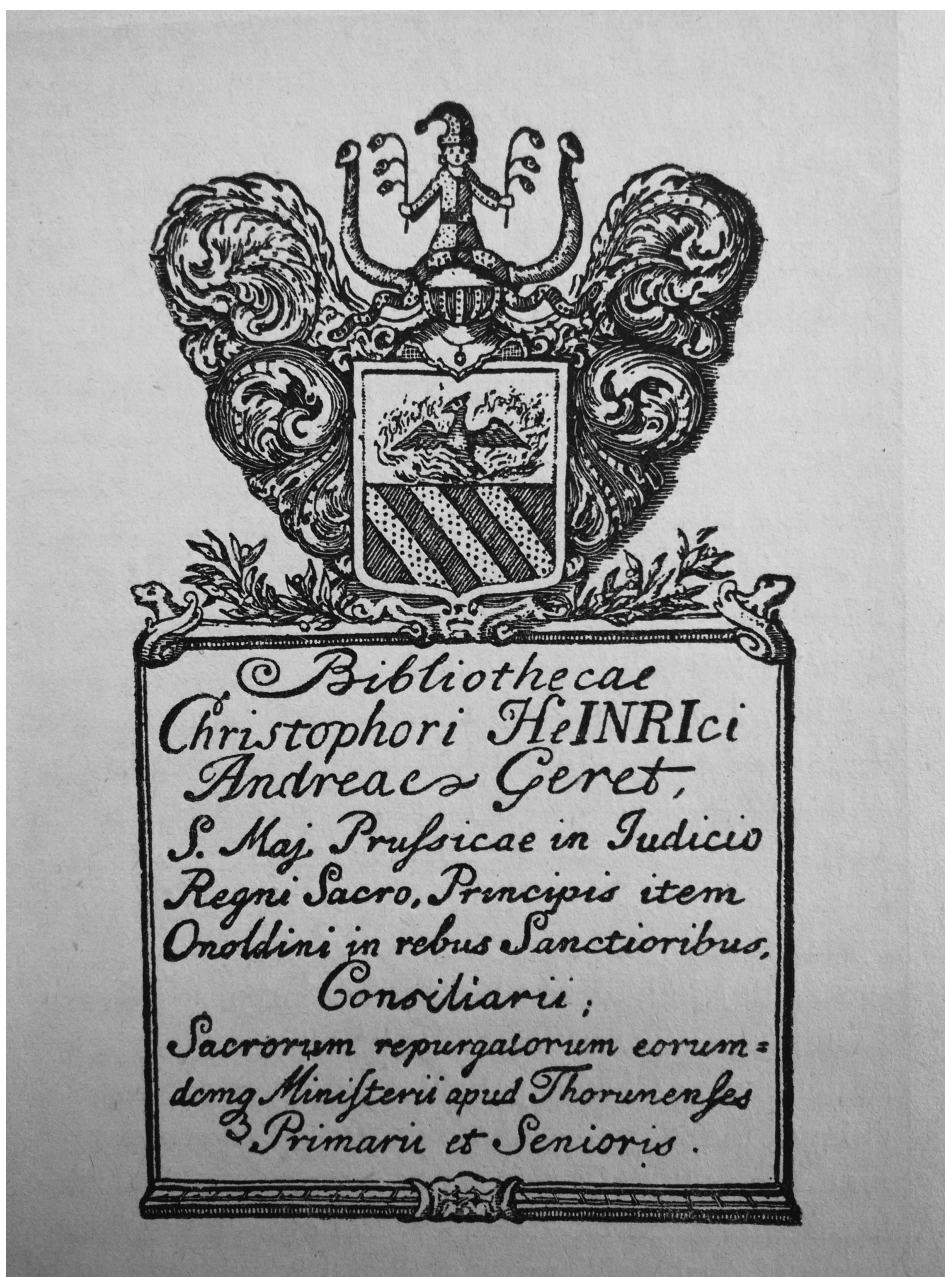 Bibliothecae
Christophori HeINRIci
Andreae Geret,
S. Maj. Pruſsicae in Iudicio
Regni Sacro, Principis item
Onoldini in rebus Sanctioribus,
Consiliarii;
Sacrorum repurgatorum eorum=
demq Miniſterii apud Thorunenſes
Primarii et Senioris.